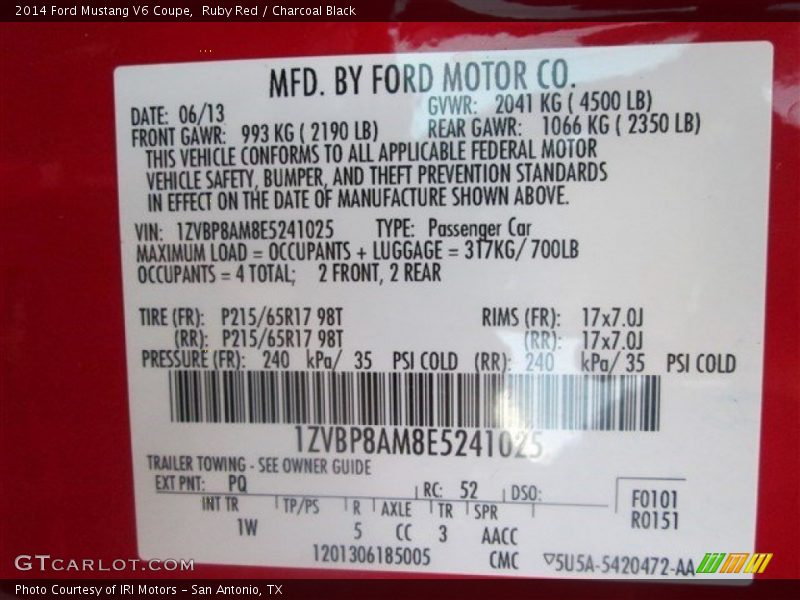 2014 Ford Mustang V6 Coupe,  Ruby Red / Charcoal Black
MFD. BY FORD MOTOR CO.
DATE: 06/13 GVWR: 2041 KG ( 4500 LB)
FRONT GAWR: 993 KG ( 2190 LB) REAR GAWR: 1066 KG ( 2350 LB)
THIS VEHICLE CONFORMS TO ALL APPLICABLE FEDERAL MOTOR
VEHICLE SAFETY, BUMPER, AND THEFT PREVENTION STANDARDS
IN EFFECT ON THE DATE OF MANUFACTURE SHOWN ABOVE.
VIN: 1ZVBP8AM8E5241025 TYPE: Passenger Car
MAXIMUM LOAD = OCCUPANTS + LUGGAGE = 317KG/ 700LB
OCCUPANTS = 4 TOTAL; 2 FRONT, 2 REAR
TIRE (FR): P215/65R17 98T RIMS (FR): 17x7.0J
(RR): P215/65R17 98T (RR): 17x7.0J
PRESSURE (FR): 240 kPa/ 35 PSI COLD (RR): 240 kPa/ 35 PSI COLD
1ZVBP8AM8E5241025
TRAILER TOWING - SEE OWNER GUIDE
EXT PNT: PQ RC: 52 DSO: F0101
INT TR TP/PS R AXLE TR SPR R0151
1W 5 CC 3 AACC
1201306185005 CMC ▽5U5A-5420472-AA
GTCARLOT.COM
Photo Courtesy of IRI Motors – San Antonio, TX